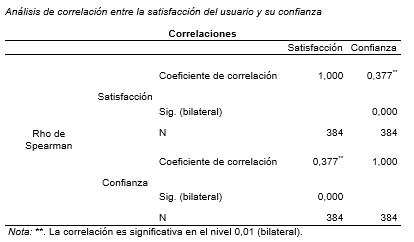 Análisis de correlación entre la satisfacción del usuario y su confianza
Correlaciones
Satisfacción Confianza
Rho de Spearman
Satisfacción
Coeficiente de correlación 1,000 0,377**
Sig. (bilateral) 0,000
N 384 384
Confianza
Coeficiente de correlación 0,377** 1,000
Sig. (bilateral) 0,000
N 384 384
Nota: **. La correlación es significativa en el nivel 0,01 (bilateral).